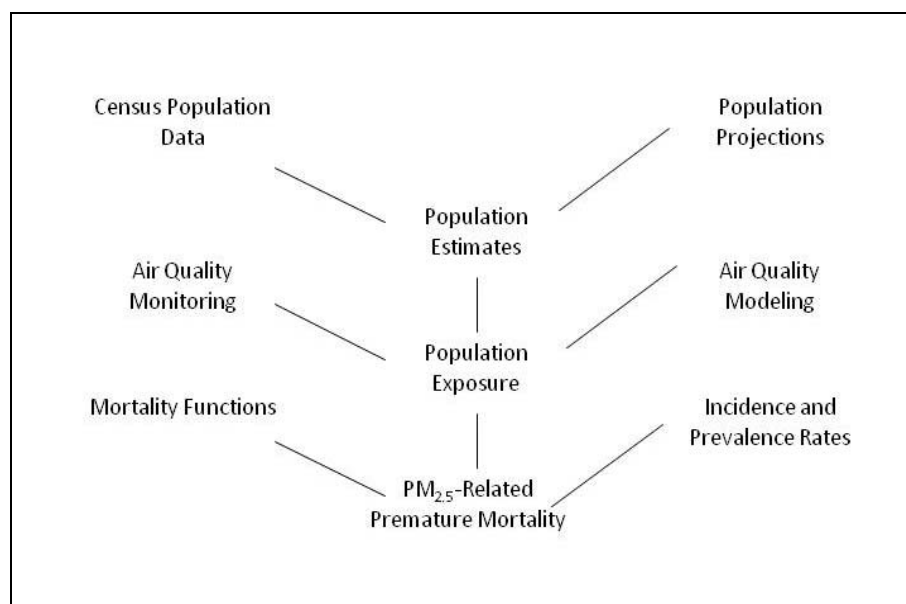 Census Population
Data
Population
Projections
Population
Estimates
Air Quality
Monitoring
Air Quality
Modeling
Population
Exposure
Mortality Functions
Incidence and
Prevalence Rates
PM2.5-Related
Premature Mortality